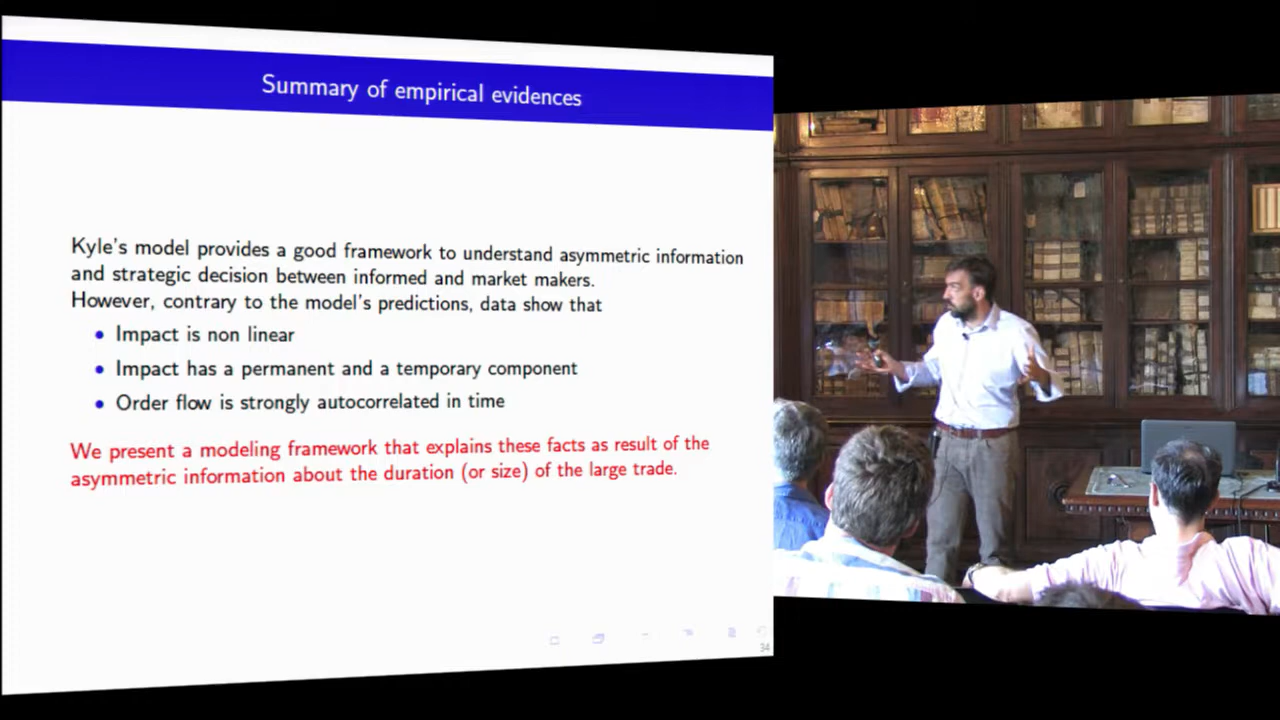 Summary of empirical evidences
Kyle's model provides a good framework to understand asymmetric information
and strategic decision between informed and market makers.
However, contrary to the model's predictions, data show that
• Impact is non linear
• Impact has a permanent and a temporary component
• Order flow is strongly autocorrelated in time
We present a modeling framework that explains these facts as result of the
asymmetric information about the duration (or size) of the large trade.
34